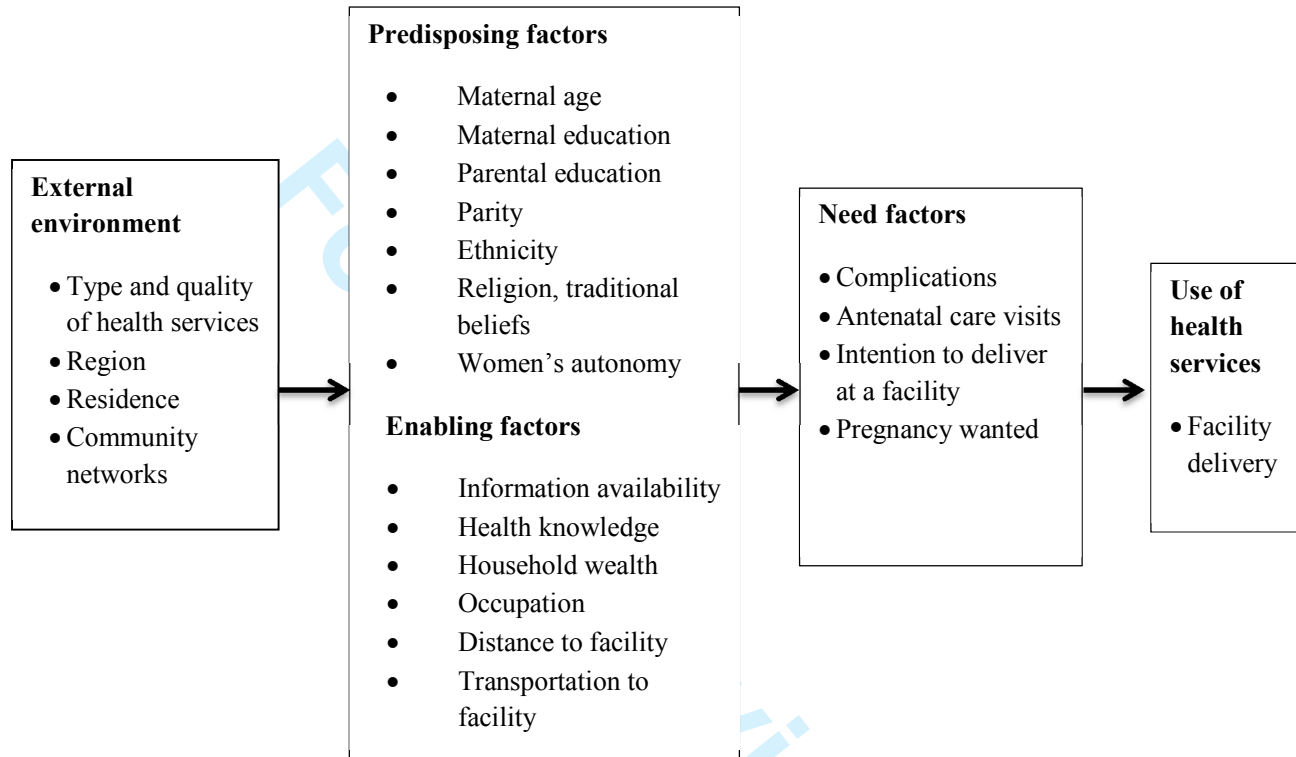 External
environment
• Type and quality
of health services
• Region
• Residence
• Community
networks
Predisposing factors
• Maternal age
• Maternal education
• Parental education
• Parity
• Ethnicity
• Religion, traditional
beliefs
• Women’s autonomy
Enabling factors
• Information availability
• Health knowledge
• Household wealth
• Occupation
• Distance to facility
• Transportation to
facility
Need factors
• Complications
• Antenatal care visits
• Intention to deliver
at a facility
• Pregnancy wanted
Use of
health
services
• Facility
delivery